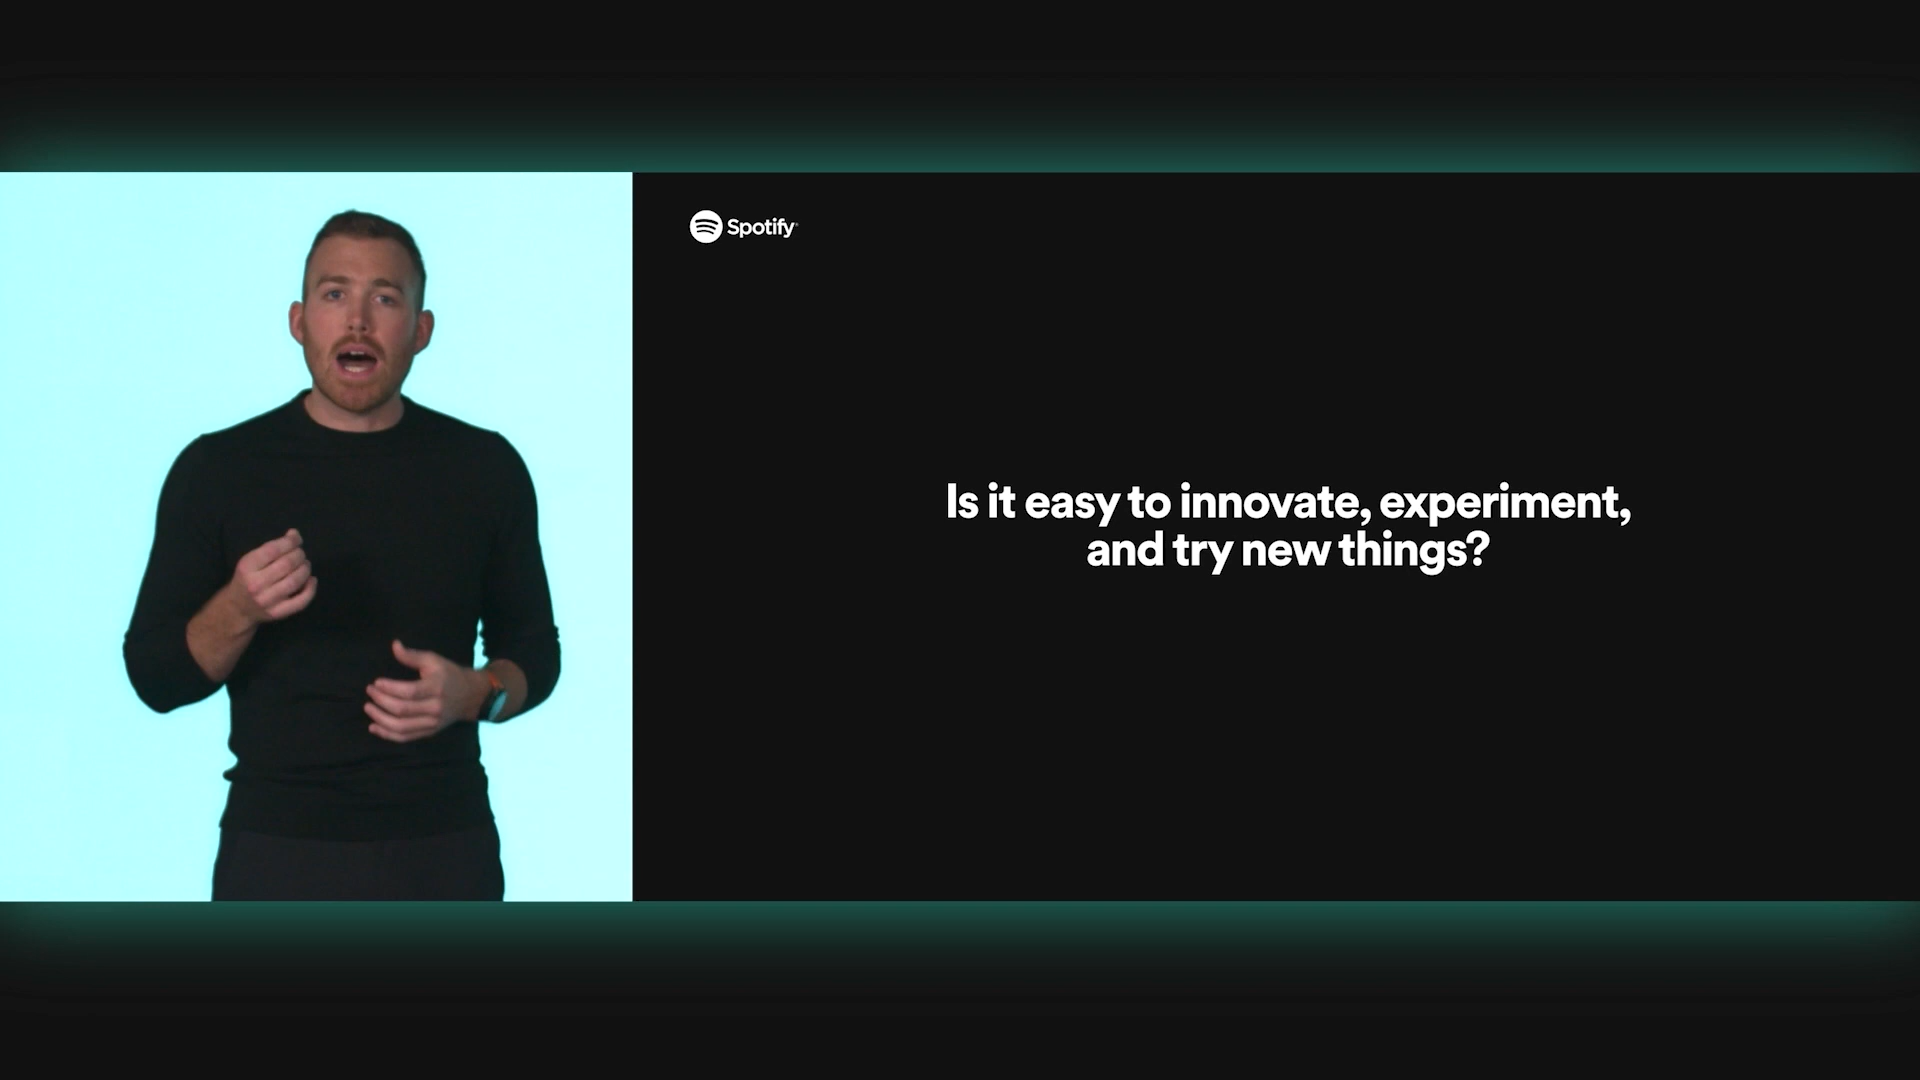 Spotify
Is it easy to innovate, experiment,
and try new things?